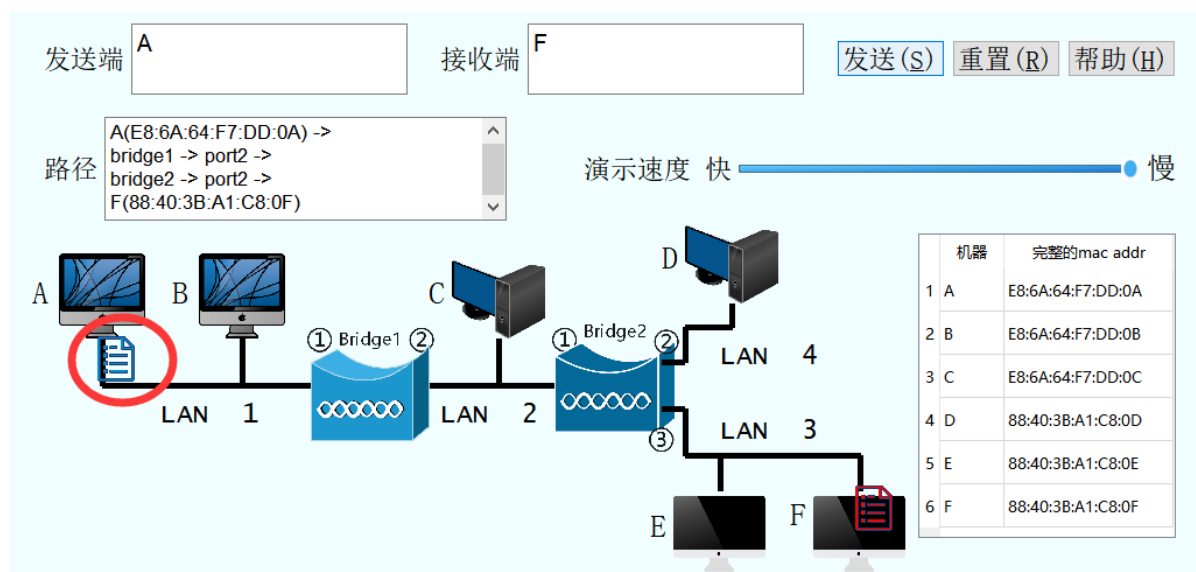 发送端 A 接收端 F 发送(S) 重置(R) 帮助(H)
路径
A(E8:6A:64:F7:DD:0A) ->
bridge1 -> port2 ->
bridge2 -> port2 ->
F(88:40:3B:A1:C8:0F)
演示速度 快 慢
A B C D
① Bridge1 ②
① Bridge2 ②
③
LAN 1
LAN 2
LAN 4
LAN 3
E F
机器 完整的mac addr
1 A E8:6A:64:F7:DD:0A
2 B E8:6A:64:F7:DD:0B
3 C E8:6A:64:F7:DD:0C
4 D 88:40:3B:A1:C8:0D
5 E 88:40:3B:A1:C8:0E
6 F 88:40:3B:A1:C8:0F